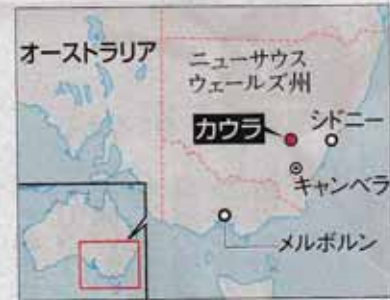 オーストラリア
ニューサウス
ウェールズ州
カウラ
シドニー
キャンベラ
メルボルン